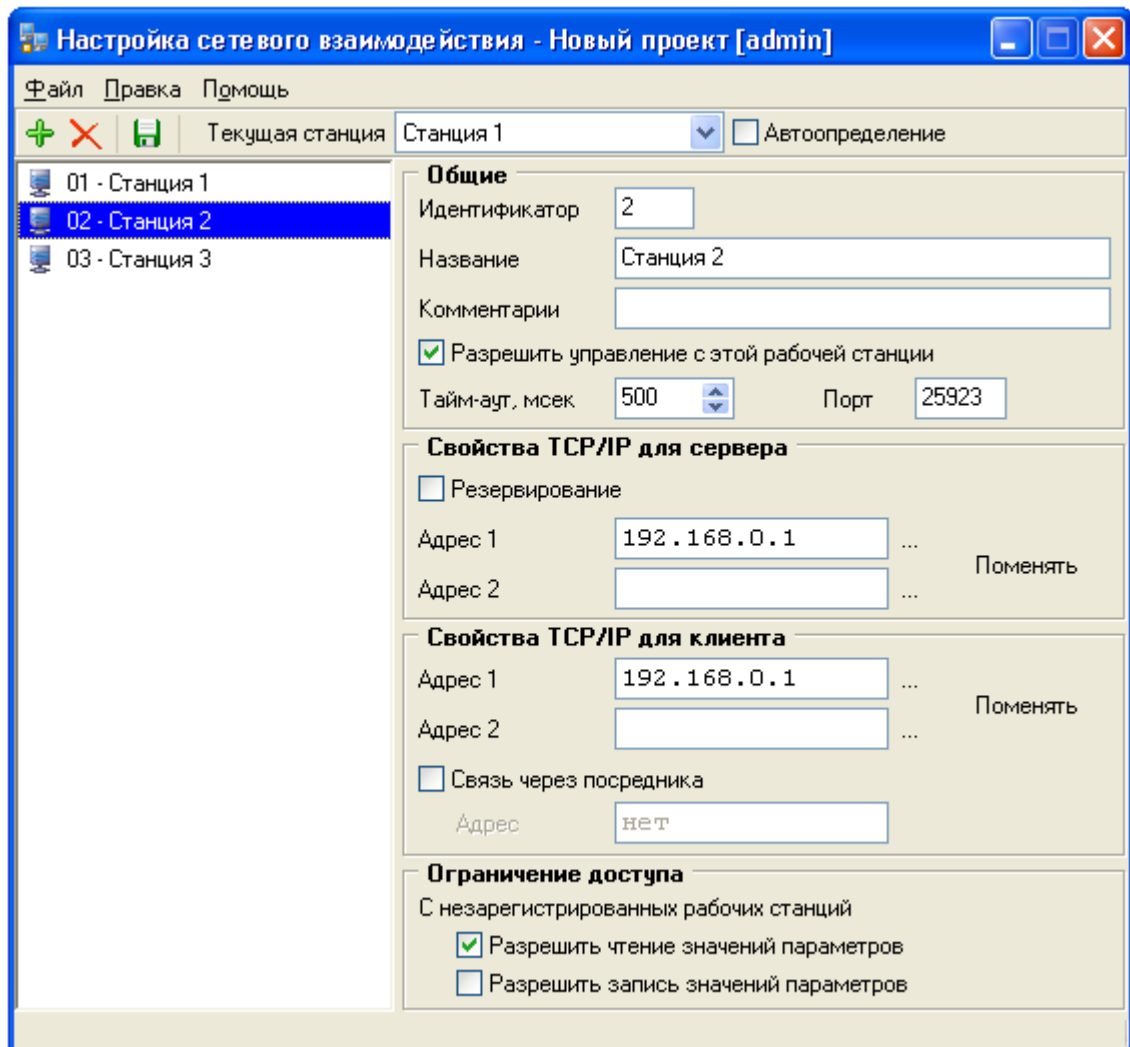 Настройка сетевого взаимодействия - Новый проект [admin]
Файл Правка Помощь
Текущая станция Станция 1 Автоопределение
01 - Станция 1
02 - Станция 2
03 - Станция 3
Общие
Идентификатор 2
Название Станция 2
Комментарии
Разрешить управление с этой рабочей станции
Тайм-аут, мсек 500 Порт 25923
Свойства TCP/IP для сервера
Резервирование
Адрес 1 192.168.0.1 ...
Поменять
Адрес 2 ...
Свойства TCP/IP для клиента
Адрес 1 192.168.0.1 ...
Поменять
Адрес 2 ...
Связь через посредника
Адрес нет
Ограничение доступа
С незарегистрированных рабочих станций
Разрешить чтение значений параметров
Разрешить запись значений параметров